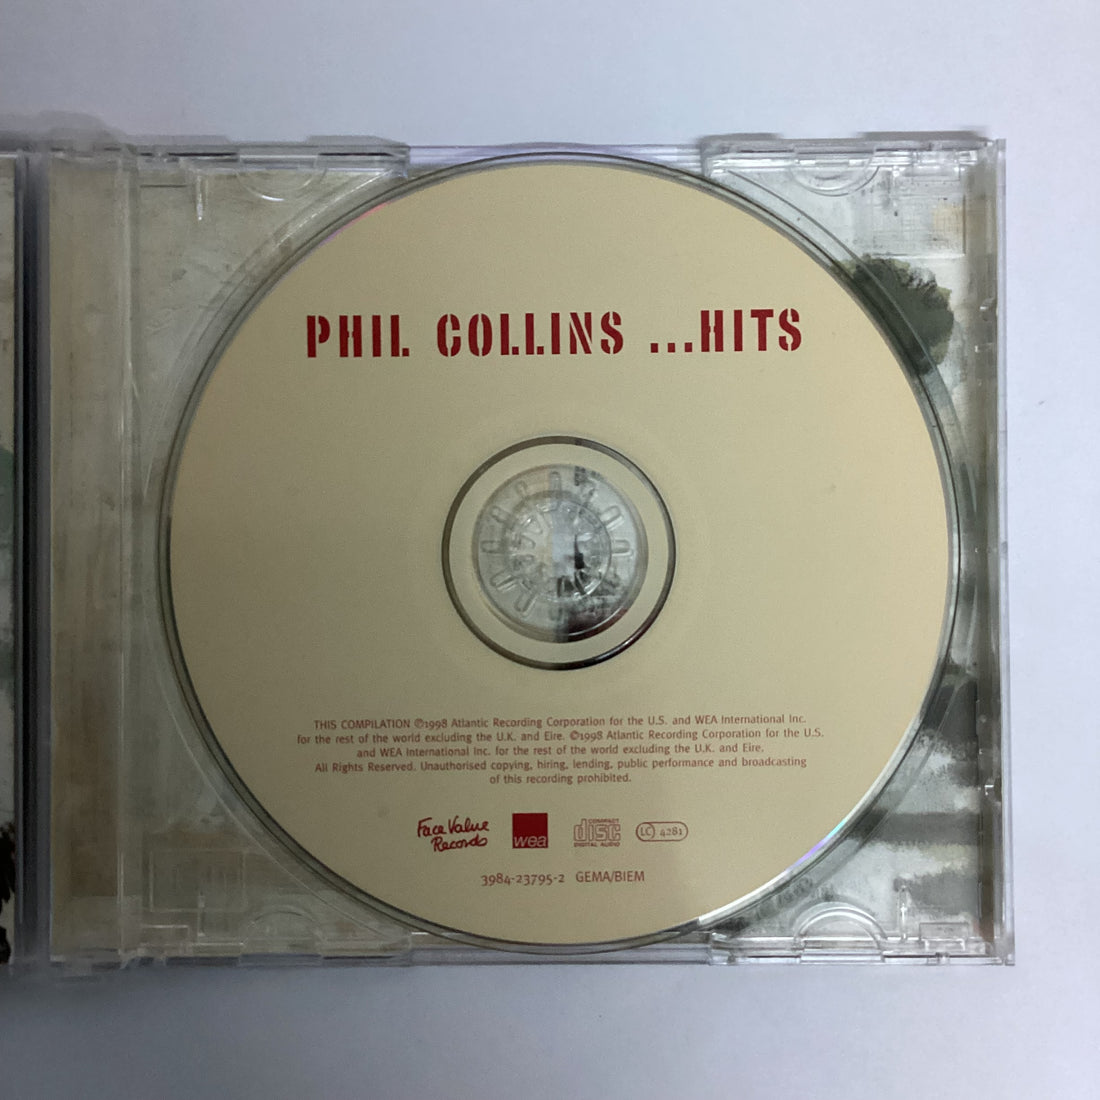 PHIL COLLINS ...HITS
THIS COMPILATION ℗1998 Atlantic Recording Corporation for the U.S. and WEA International Inc.
for the rest of the world excluding the U.K. and Eire. ©1998 Atlantic Recording Corporation for the U.S.
and WEA International Inc. for the rest of the world excluding the U.K. and Eire.
All Rights Reserved. Unauthorised copying, hiring, lending, public performance and broadcasting
of this recording prohibited.
Face Value
Records
wea
COMPACT
disc
DIGITAL AUDIO
LC 4281
3984-23795-2 GEMA/BIEM